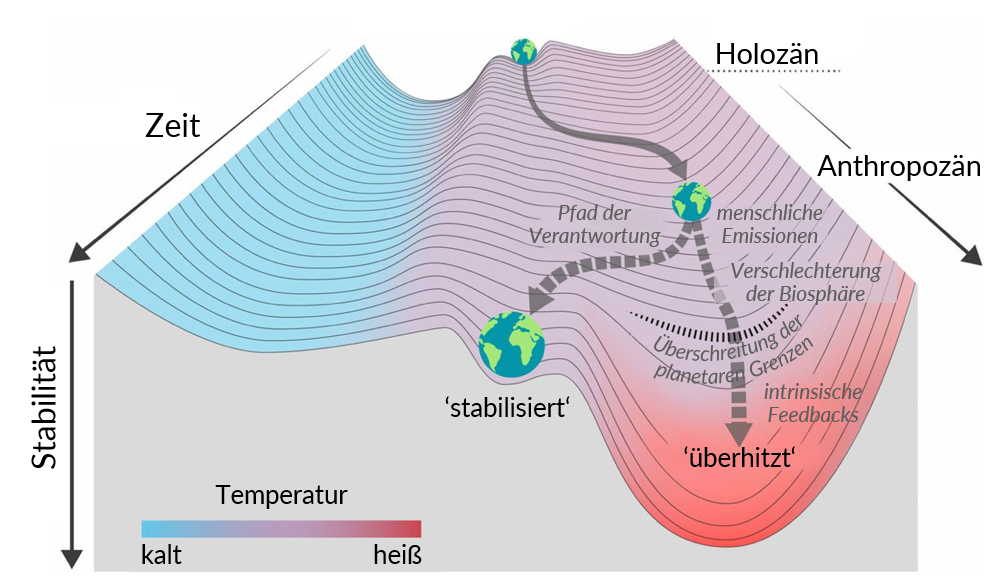 Holozän
Zeit
Anthropozän
Pfad der
Verantwortung
menschliche
Emissionen
Verschlechterung
der Biosphäre
Überschreitung der
planetaren Grenzen
intrinsische
Feedbacks
Stabilität
‘stabilisiert‘
‘überhitzt‘
Temperatur
kalt
heiß